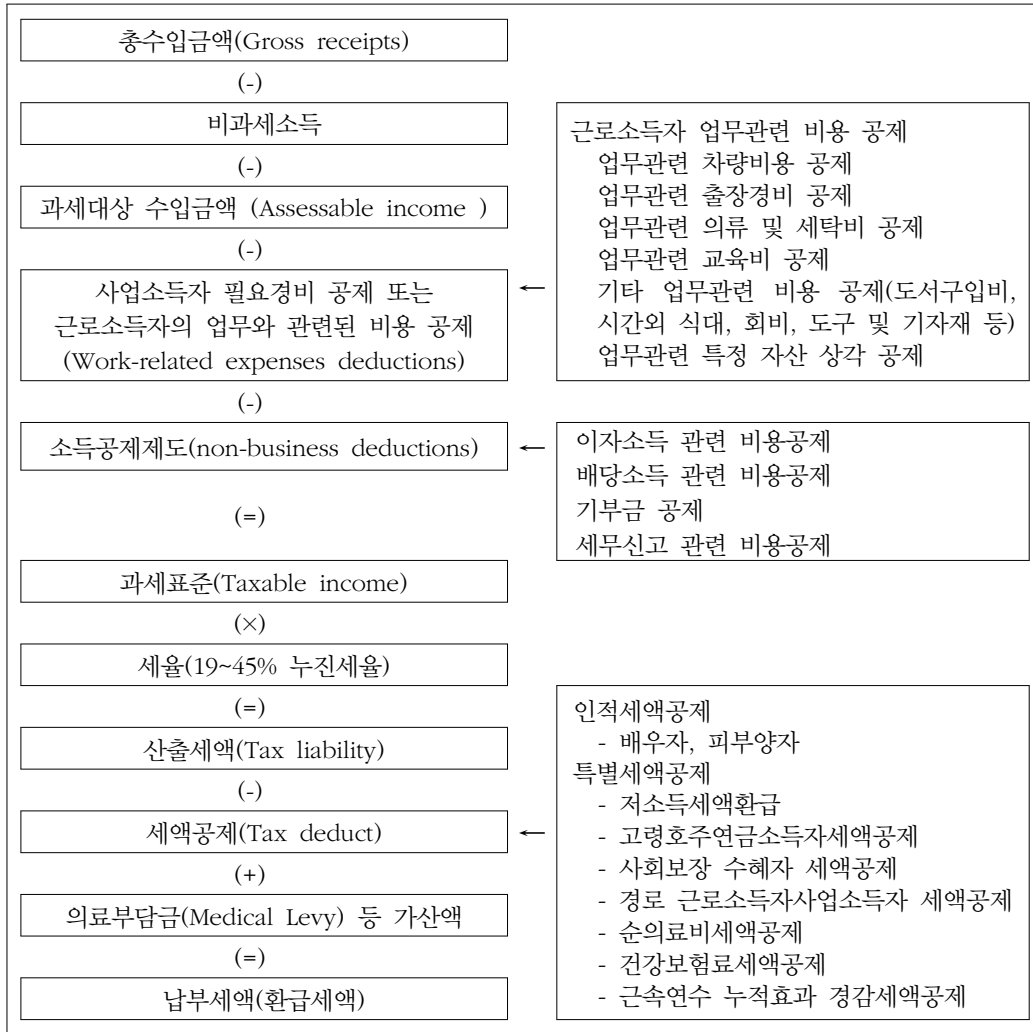 총수입금액(Gross receipts)
(-)
비과세소득
(-)
과세대상 수입금액 (Assessable income )
(-)
사업소득자 필요경비 공제 또는
근로소득자의 업무와 관련된 비용 공제
(Work-related expenses deductions)
←
근로소득자 업무관련 비용 공제
업무관련 차량비용 공제
업무관련 출장경비 공제
업무관련 의류 및 세탁비 공제
업무관련 교육비 공제
기타 업무관련 비용 공제(도서구입비,
시간외 식대, 회비, 도구 및 기자재 등)
업무관련 특정 자산 상각 공제
(-)
소득공제제도(non-business deductions)
←
이자소득 관련 비용공제
배당소득 관련 비용공제
기부금 공제
세무신고 관련 비용공제
(=)
과세표준(Taxable income)
(×)
세율(19~45% 누진세율)
(=)
산출세액(Tax liability)
(-)
세액공제(Tax deduct)
←
인적세액공제
- 배우자, 피부양자
특별세액공제
- 저소득세액환급
- 고령호주연금소득자세액공제
- 사회보장 수혜자 세액공제
- 경로 근로소득자사업소득자 세액공제
- 순의료비세액공제
- 건강보험료세액공제
- 근속연수 누적효과 경감세액공제
(+)
의료부담금(Medical Levy) 등 가산액
(=)
납부세액(환급세액)